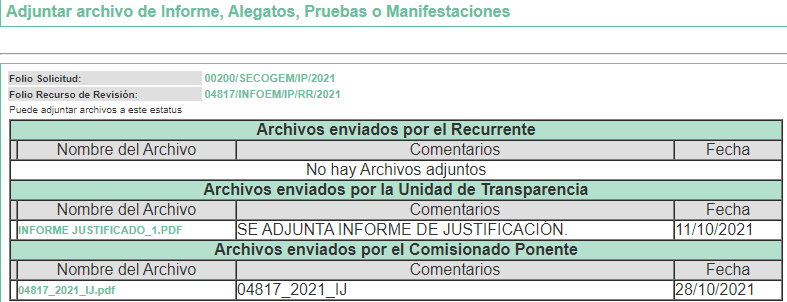 Adjuntar archivo de Informe, Alegatos, Pruebas o Manifestaciones
Folio Solicitud: 00200/SECOGEM/IP/2021
Folio Recurso de Revisión: 04817/INFOEM/IP/RR/2021
Puede adjuntar archivos a este estatus
Archivos enviados por el Recurrente
Nombre del Archivo Comentarios Fecha
No hay Archivos adjuntos
Archivos enviados por la Unidad de Transparencia
Nombre del Archivo Comentarios Fecha
INFORME JUSTIFICADO_1.PDF SE ADJUNTA INFORME DE JUSTIFICACIÓN. 11/10/2021
Archivos enviados por el Comisionado Ponente
Nombre del Archivo Comentarios Fecha
04817_2021_IJ.pdf 04817_2021_IJ 28/10/2021